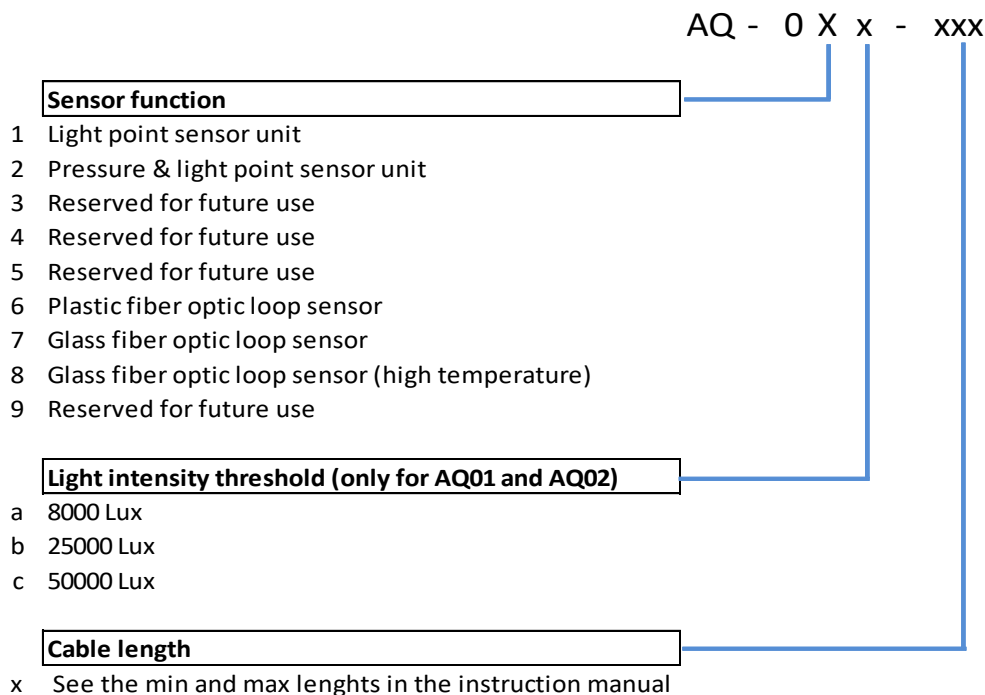 AQ - 0 X x - xxx
Sensor function
1 Light point sensor unit
2 Pressure & light point sensor unit
3 Reserved for future use
4 Reserved for future use
5 Reserved for future use
6 Plastic fiber optic loop sensor
7 Glass fiber optic loop sensor
8 Glass fiber optic loop sensor (high temperature)
9 Reserved for future use
Light intensity threshold (only for AQ01 and AQ02)
a 8000 Lux
b 25000 Lux
c 50000 Lux
Cable length
x See the min and max lenghts in the instruction manual